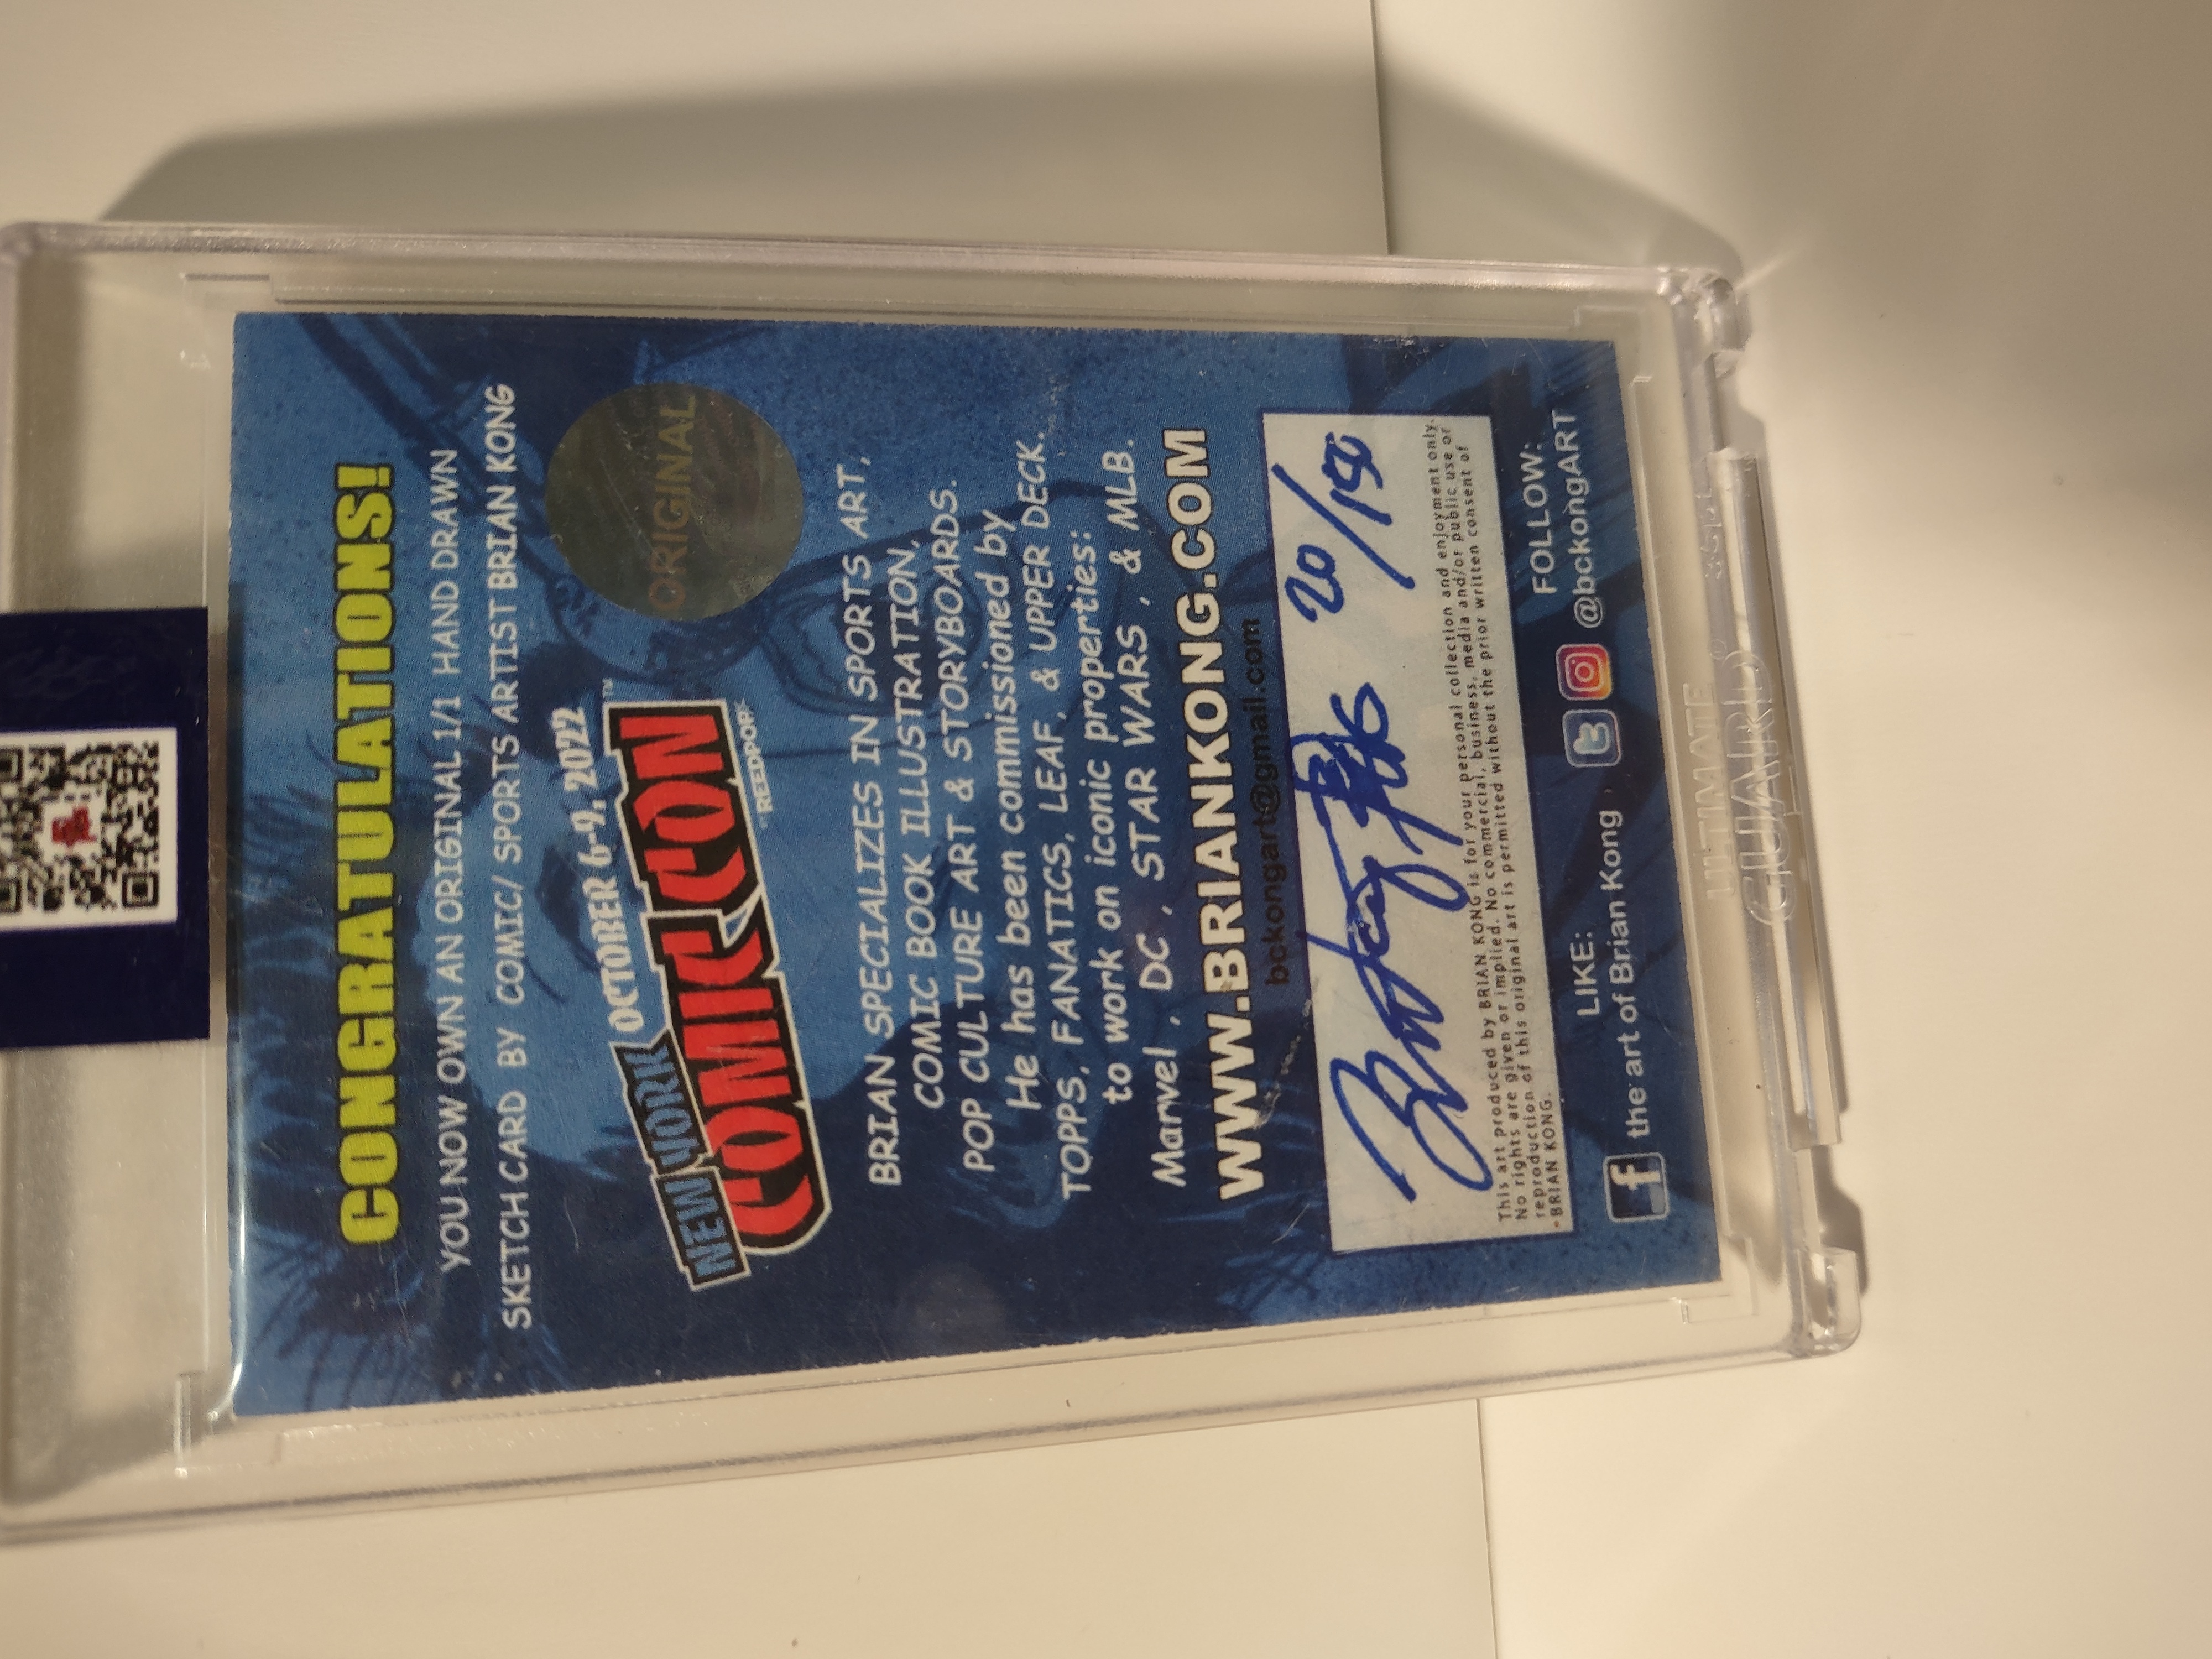 CONGRATULATIONS!
YOU NOW OWN AN ORIGINAL 1/1 HAND DRAWN
SKETCH CARD BY COMIC/ SPORTS ARTIST BRIAN KONG
ORIGINAL
OCTOBER 6-9, 2022
NEW YORK
COMIC CON
REEDPOP
BRIAN SPECIALIZES IN SPORTS ART,
COMIC BOOK ILLUSTRATION,
POP CULTURE ART & STORYBOARDS.
He has been commissioned by
TOPPS, FANATICS, LEAF, & UPPER DECK.
to work on iconic properties:
Marvel, DC, STAR WARS, & MLB.
WWW.BRIANKONG.COM
bckongart@gmail.com
20/150
This art produced by BRIAN KONG is for your personal collection and enjoyment only.
No rights are given or implied. No commercial, business, media and/or public use or
reproduction of this original art is permitted without the prior written consent of
-BRIAN KONG.
LIKE:
the art of Brian Kong
FOLLOW:
@bckongART
ULTIMATE
GUARD